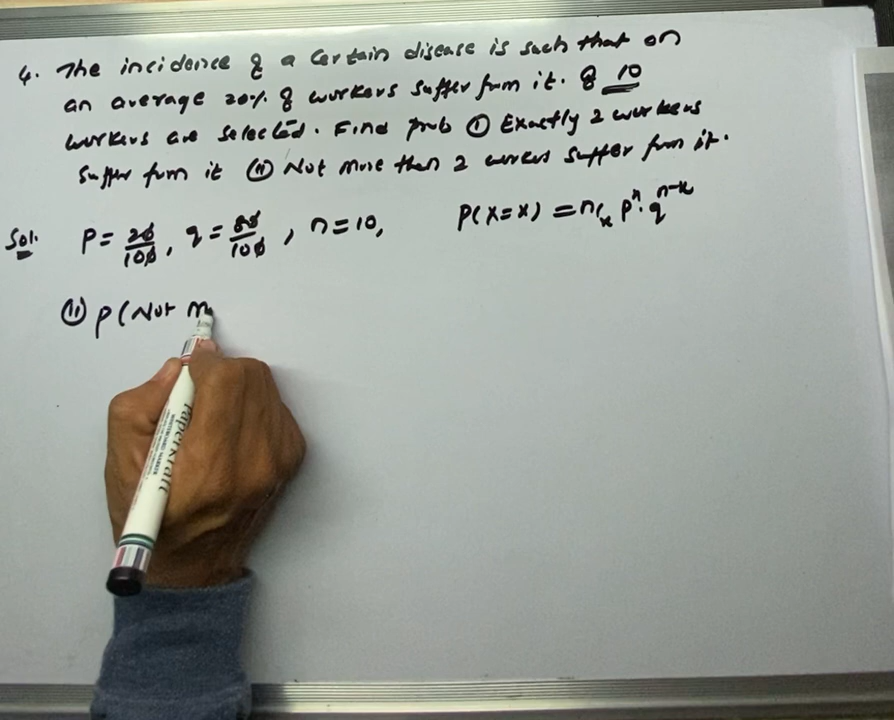 4. The incidence of a certain disease is such that on
an average 20% of workers suffer from it. If 10
workers are selected. Find prob (i) Exactly 2 workers
suffer from it (ii) Not more than 2 workers suffer from it.
Sol. P = 20/100, q = 80/100, n = 10, P(X=x) = nCx p^x . q^n-x
(ii) P(Not m
Paperkraft